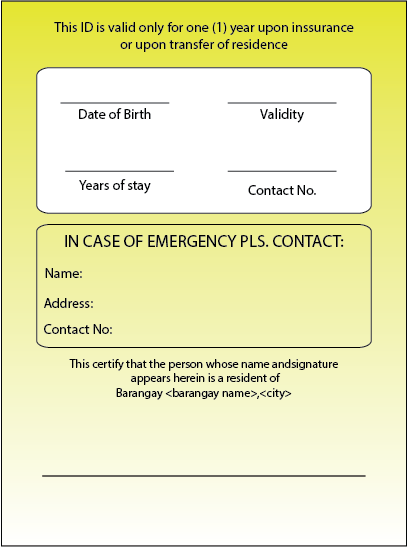 This ID is valid only for one (1) year upon inssurance
or upon transfer of residence
Date of Birth
Validity
Years of stay
Contact No.
IN CASE OF EMERGENCY PLS. CONTACT:
Name:
Address:
Contact No:
This certify that the person whose name andsignature
appears herein is a resident of
Barangay <barangay name>,<city>